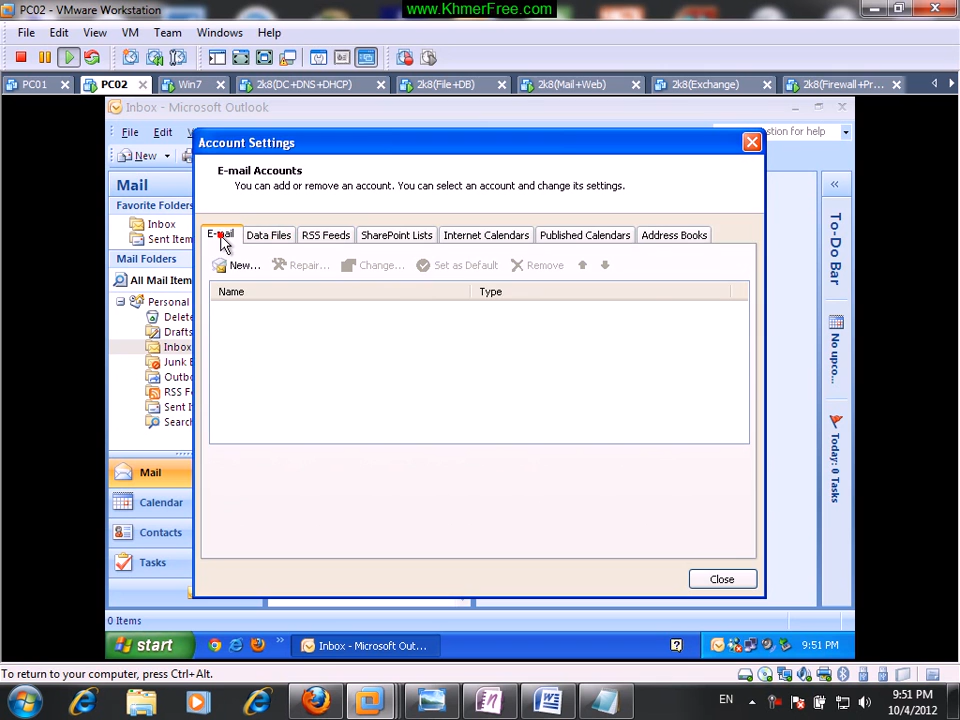 PC02 - VMware Workstation
www.KhmerFree.com
File Edit View VM Team Windows Help
PC01
PC02
Win7
2k8(DC+DNS+DHCP)
2k8(File+DB)
2k8(Mail+Web)
2k8(Exchange)
2k8(Firewall+Pr...
Inbox - Microsoft Outlook
File Edit
tion for help
New
Account Settings
E-mail Accounts
You can add or remove an account. You can select an account and change its settings.
E-mail Data Files RSS Feeds SharePoint Lists Internet Calendars Published Calendars Address Books
New... Repair... Change... Set as Default Remove
Name Type
Close
Mail
Favorite Folders
Inbox
Sent Item
Mail Folders
All Mail Item
Personal
Delete
Drafts
Inbox
Junk E
Outbo
RSS Fe
Sent I
Search
Mail
Calendar
Contacts
Tasks
To-Do Bar
No upco...
Today: 0 Tasks
0 Items
start
Inbox - Microsoft Out...
9:51 PM
To return to your computer, press Ctrl+Alt.
EN
9:51 PM
10/4/2012